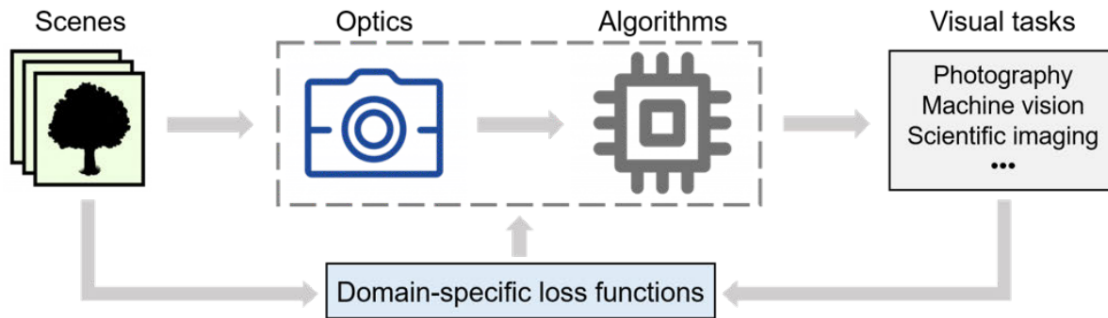 Scenes
Optics
Algorithms
Visual tasks
Photography
Machine vision
Scientific imaging
•••
Domain-specific loss functions